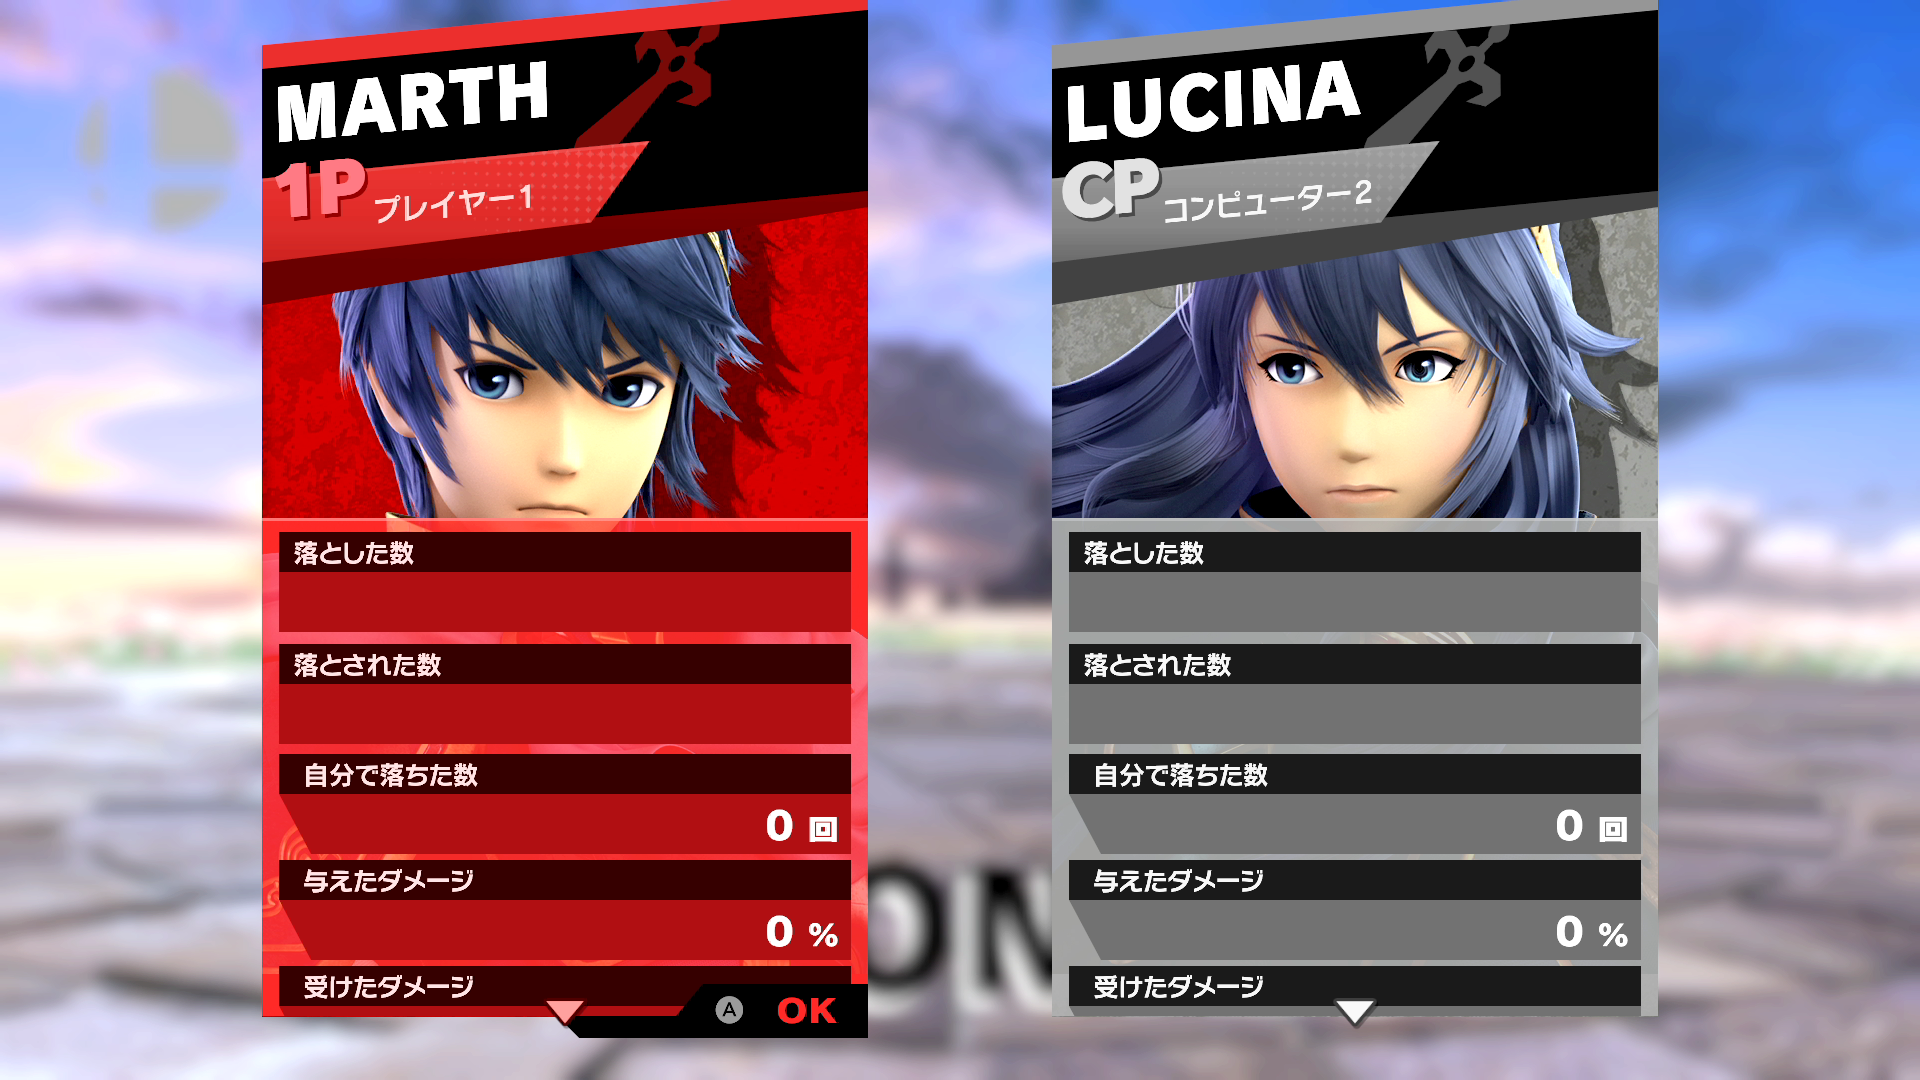 MARTH
1P プレイヤー1
落とした数
落とされた数
自分で落ちた数
0 回
与えたダメージ
0 %
受けたダメージ
A OK
LUCINA
CP コンピューター2
落とした数
落とされた数
自分で落ちた数
0 回
与えたダメージ
0 %
受けたダメージ